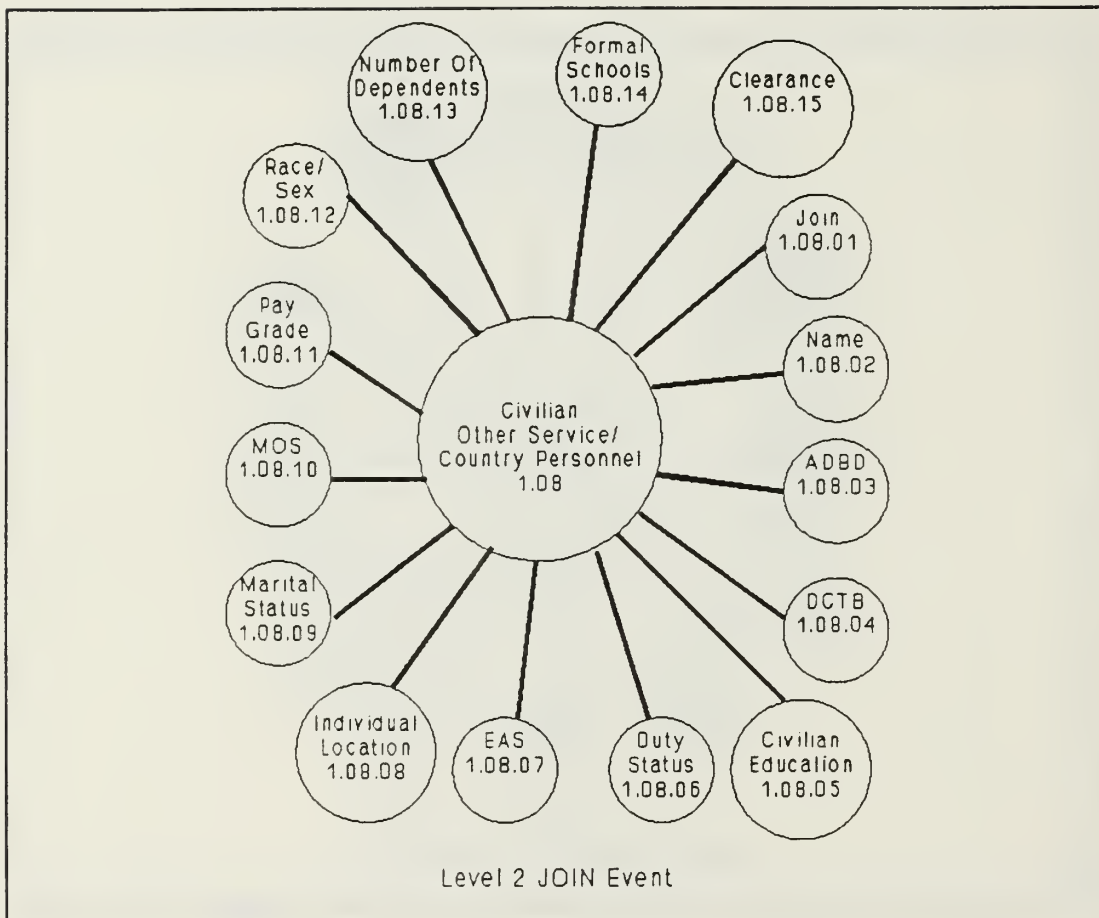 Number Of
Dependents
1.08.13
Formal
Schools
1.08.14
Clearance
1.08.15
Race/
Sex
1.08.12
Join
1.08.01
Pay
Grade
1.08.11
Name
1.08.02
Civilian
Other Service/
Country Personnel
1.08
MOS
1.08.10
ADBD
1.08.03
Marital
Status
1.08.09
DCTB
1.08.04
Individual
Location
1.08.08
EAS
1.08.07
Duty
Status
1.08.06
Civilian
Education
1.08.05
Level 2 JOIN Event